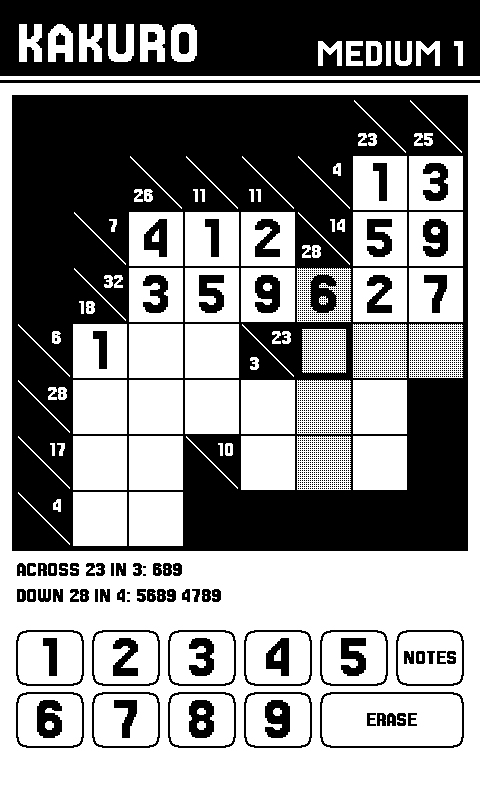 KAKURO MEDIUM 1
23 25
26 11 11 4 1 3
7 4 1 2 28 14 5 9
18 32 3 5 9 6 2 7
6 1 3 23
28
17 10
4
ACROSS 23 IN 3: 689
DOWN 28 IN 4: 5689 4789
1 2 3 4 5 NOTES
6 7 8 9 ERASE